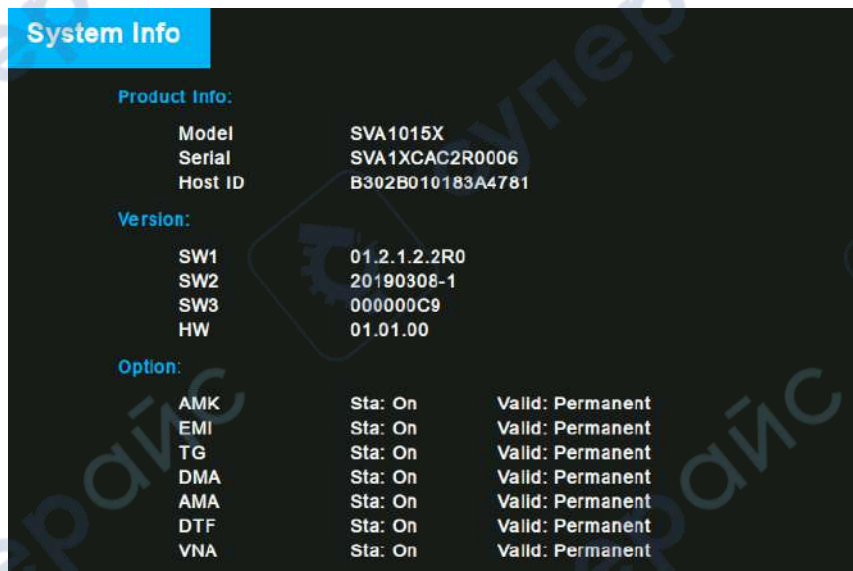 System Info
Product Info:
Model SVA1015X
Serial SVA1XCAC2R0006
Host ID B302B010183A4781
Version:
SW1 01.2.1.2.2R0
SW2 20190308-1
SW3 000000C9
HW 01.01.00
Option:
AMK Sta: On Valid: Permanent
EMI Sta: On Valid: Permanent
TG Sta: On Valid: Permanent
DMA Sta: On Valid: Permanent
AMA Sta: On Valid: Permanent
DTF Sta: On Valid: Permanent
VNA Sta: On Valid: Permanent